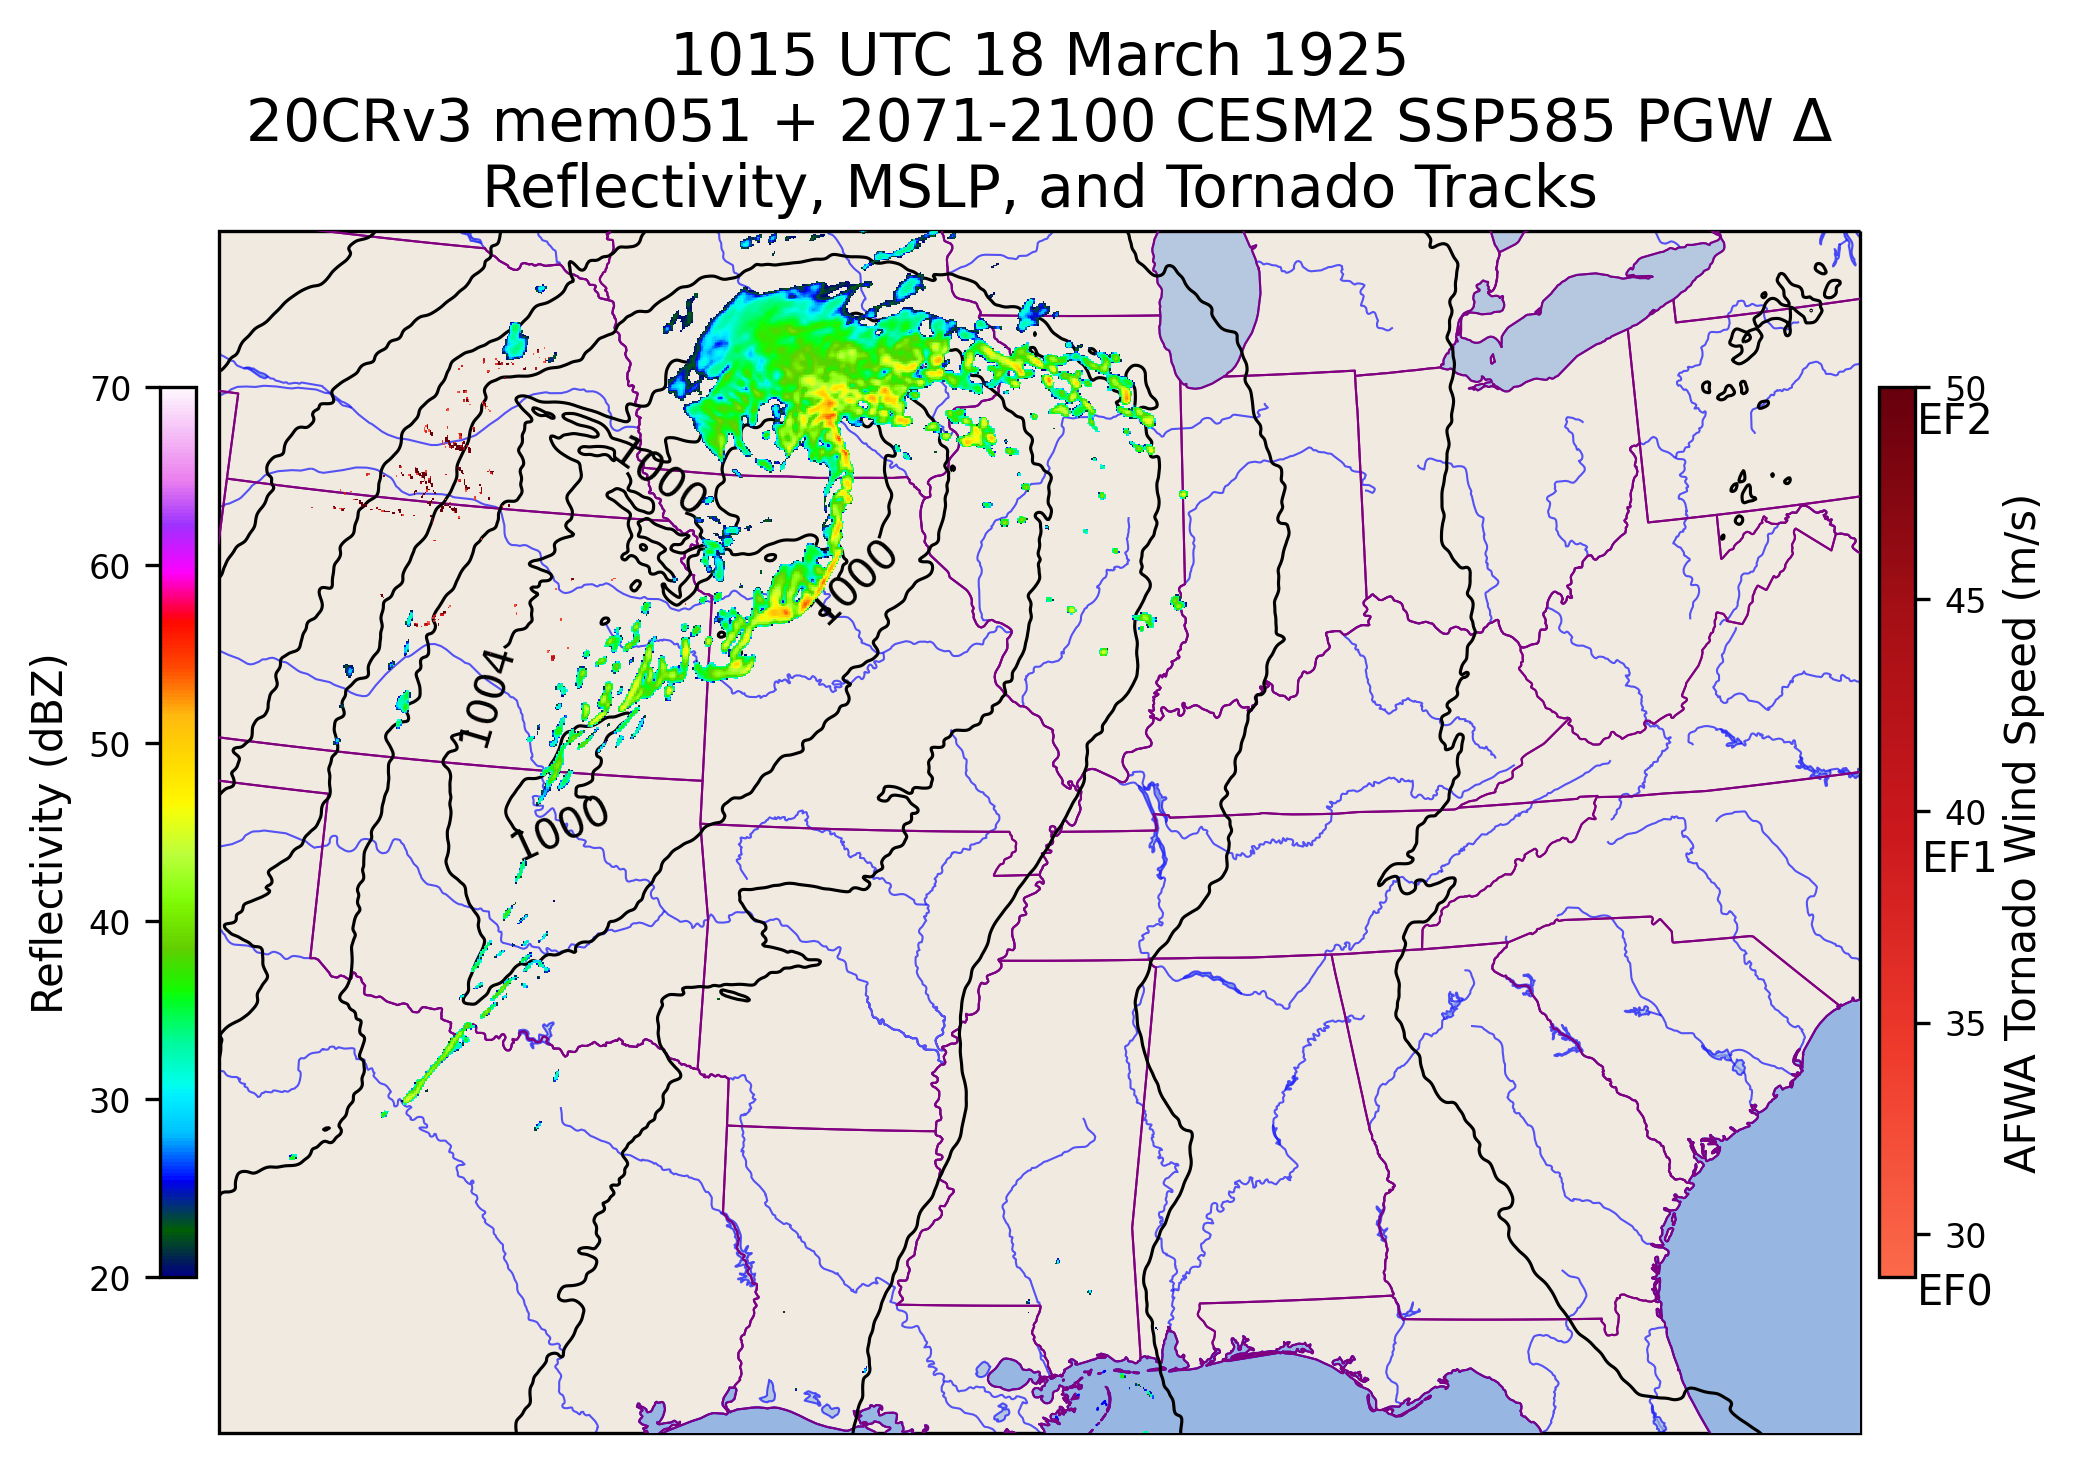 1015 UTC 18 March 1925
20CRv3 mem051 + 2071-2100 CESM2 SSP585 PGW Δ
Reflectivity, MSLP, and Tornado Tracks
Reflectivity (dBZ)
70
60
50
40
30
20
1000
1000
1004
1000
50
EF2
45
40
EF1
35
30
EF0
AFWA Tornado Wind Speed (m/s)